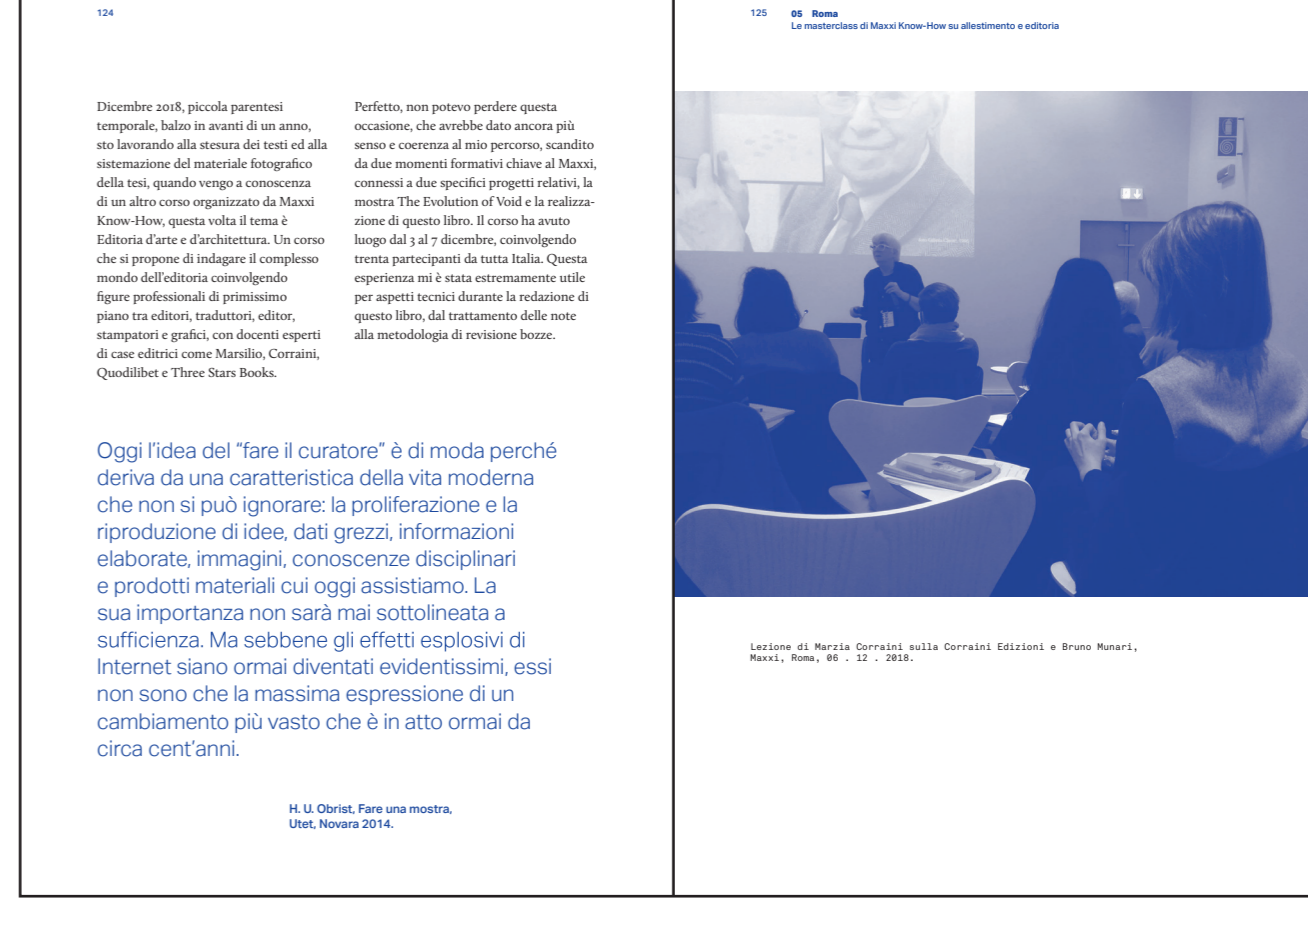 124
Dicembre 2018, piccola parentesi
temporale, balzo in avanti di un anno,
sto lavorando alla stesura dei testi ed alla
sistemazione del materiale fotografico
della tesi, quando vengo a conoscenza
di un altro corso organizzato da Maxxi
Know-How, questa volta il tema è
Editoria d'arte e d'architettura. Un corso
che si propone di indagare il complesso
mondo dell'editoria coinvolgendo
figure professionali di primissimo
piano tra editori, traduttori, editor,
stampatori e grafici, con docenti esperti
di case editrici come Marsilio, Corraini,
Quodilibet e Three Stars Books.
Perfetto, non potevo perdere questa
occasione, che avrebbe dato ancora più
senso e coerenza al mio percorso, scandito
da due momenti formativi chiave al Maxxi,
connessi a due specifici progetti relativi, la
mostra The Evolution of Void e la realizza-
zione di questo libro. Il corso ha avuto
luogo dal 3 al 7 dicembre, coinvolgendo
trenta partecipanti da tutta Italia. Questa
esperienza mi è stata estremamente utile
per aspetti tecnici durante la redazione di
questo libro, dal trattamento delle note
alla metodologia di revisione bozze.
Oggi l'idea del “fare il curatore” è di moda perché
deriva da una caratteristica della vita moderna
che non si può ignorare: la proliferazione e la
riproduzione di idee, dati grezzi, informazioni
elaborate, immagini, conoscenze disciplinari
e prodotti materiali cui oggi assistiamo. La
sua importanza non sarà mai sottolineata a
sufficienza. Ma sebbene gli effetti esplosivi di
Internet siano ormai diventati evidentissimi, essi
non sono che la massima espressione di un
cambiamento più vasto che è in atto ormai da
circa cent'anni.
H. U. Obrist, Fare una mostra,
Utet, Novara 2014.
125 05 Roma
Le masterclass di Maxxi Know-How su allestimento e editoria
Lezione di Marzia Corraini sulla Corraini Edizioni e Bruno Munari,
Maxxi, Roma, 06 . 12 . 2018.